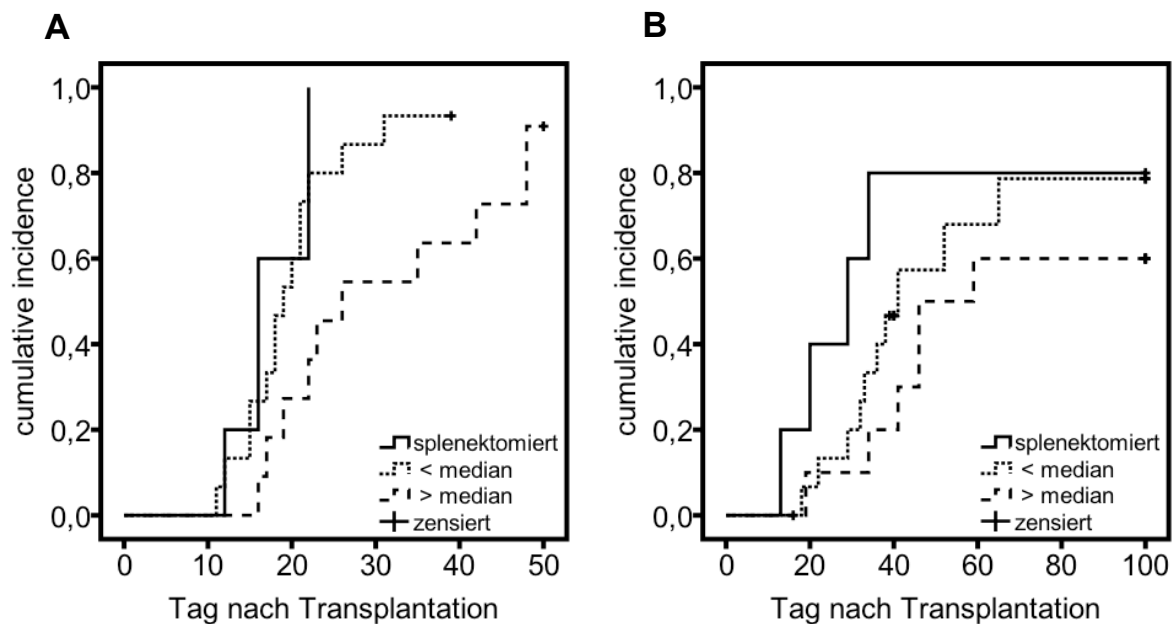 A
cumulative incidence
1,0
0,8
0,6
0,4
0,2
0,0
splenektomiert
< median
> median
zensiert
0 10 20 30 40 50
Tag nach Transplantation
B
cumulative incidence
1,0
0,8
0,6
0,4
0,2
0,0
splenektomiert
< median
> median
zensiert
0 20 40 60 80 100
Tag nach Transplantation